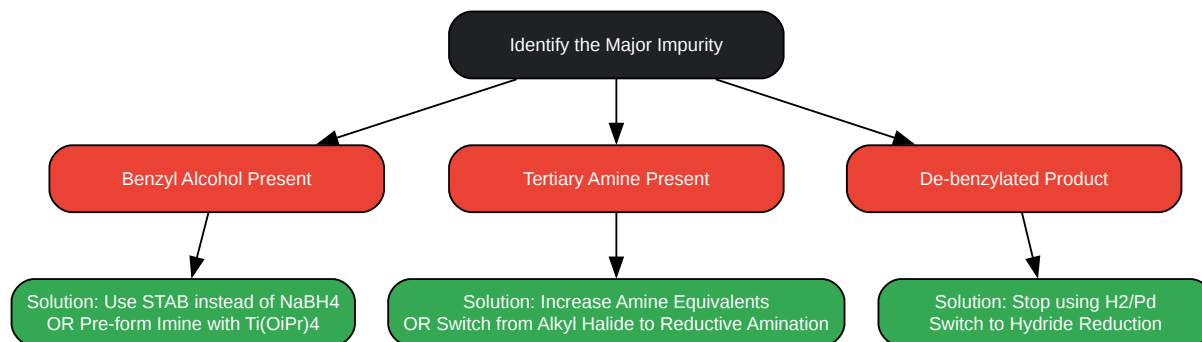 Identify the Major Impurity
Benzyl Alcohol Present
Tertiary Amine Present
De-benzylated Product
Solution: Use STAB instead of NaBH4
OR Pre-form Imine with Ti(OiPr)4
Solution: Increase Amine Equivalents
OR Switch from Alkyl Halide to Reductive Amination
Solution: Stop using H2/Pd
Switch to Hydride Reduction